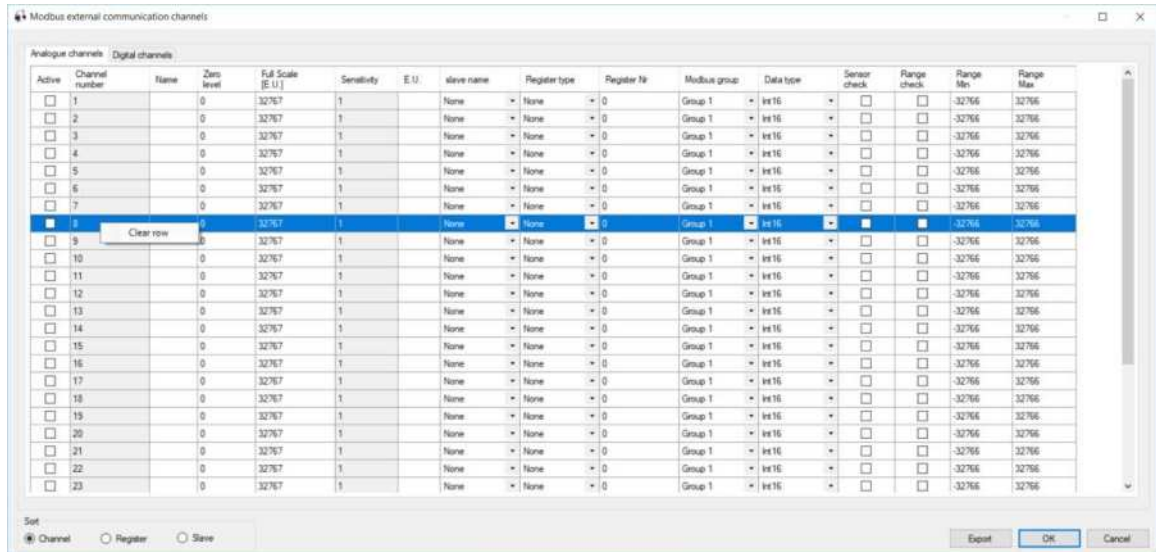 Modbus external communication channels
Analogue channels Digital channels
Active Channel number Name Zero level Full Scale [E.U.] Sensitivity E.U. slave name Register type Register Nr Modbus group Data type Sensor check Range check Range Min Range Max
1 0 32767 1 None None 0 Group 1 Int16 -32766 32766
2 0 32767 1 None None 0 Group 1 Int16 -32766 32766
3 0 32767 1 None None 0 Group 1 Int16 -32766 32766
4 0 32767 1 None None 0 Group 1 Int16 -32766 32766
5 0 32767 1 None None 0 Group 1 Int16 -32766 32766
6 0 32767 1 None None 0 Group 1 Int16 -32766 32766
7 0 32767 1 None None 0 Group 1 Int16 -32766 32766
8 0 32767 1 None None 0 Group 1 Int16 -32766 32766
Clear row
9 0 32767 1 None None 0 Group 1 Int16 -32766 32766
10 0 32767 1 None None 0 Group 1 Int16 -32766 32766
11 0 32767 1 None None 0 Group 1 Int16 -32766 32766
12 0 32767 1 None None 0 Group 1 Int16 -32766 32766
13 0 32767 1 None None 0 Group 1 Int16 -32766 32766
14 0 32767 1 None None 0 Group 1 Int16 -32766 32766
15 0 32767 1 None None 0 Group 1 Int16 -32766 32766
16 0 32767 1 None None 0 Group 1 Int16 -32766 32766
17 0 32767 1 None None 0 Group 1 Int16 -32766 32766
18 0 32767 1 None None 0 Group 1 Int16 -32766 32766
19 0 32767 1 None None 0 Group 1 Int16 -32766 32766
20 0 32767 1 None None 0 Group 1 Int16 -32766 32766
21 0 32767 1 None None 0 Group 1 Int16 -32766 32766
22 0 32767 1 None None 0 Group 1 Int16 -32766 32766
23 0 32767 1 None None 0 Group 1 Int16 -32766 32766
Sort
Channel Register Slave Export OK Cancel